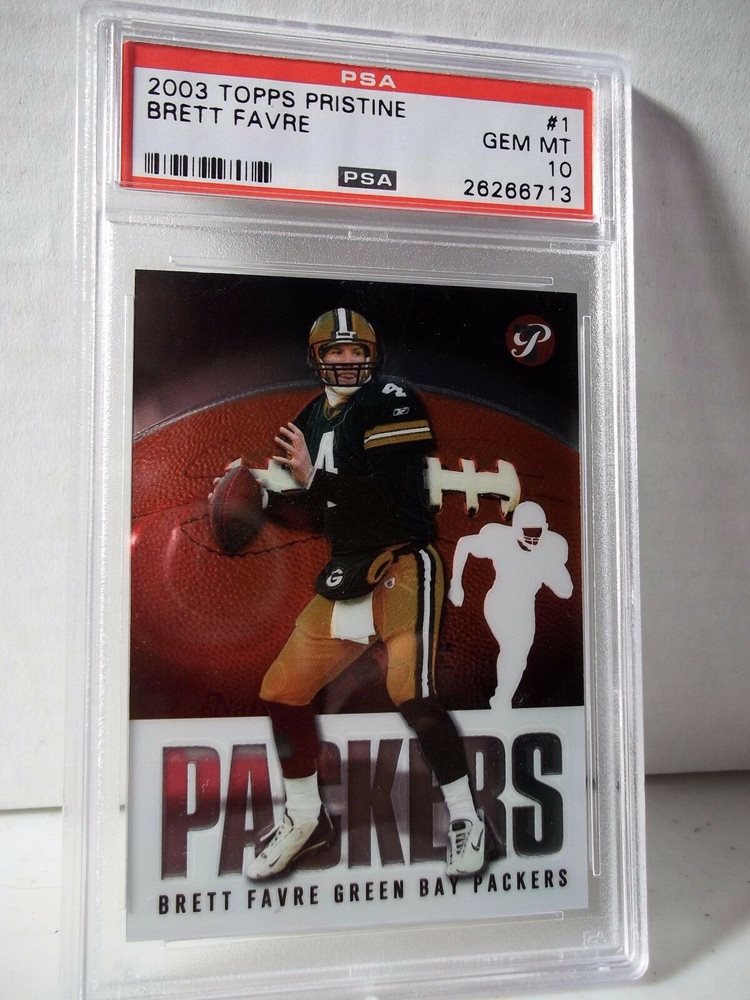 PSA
2003 TOPPS PRISTINE
BRETT FAVRE
#1
GEM MT
10
PSA
26266713
P
4
4
G
PACKERS
BRETT FAVRE GREEN BAY PACKERS